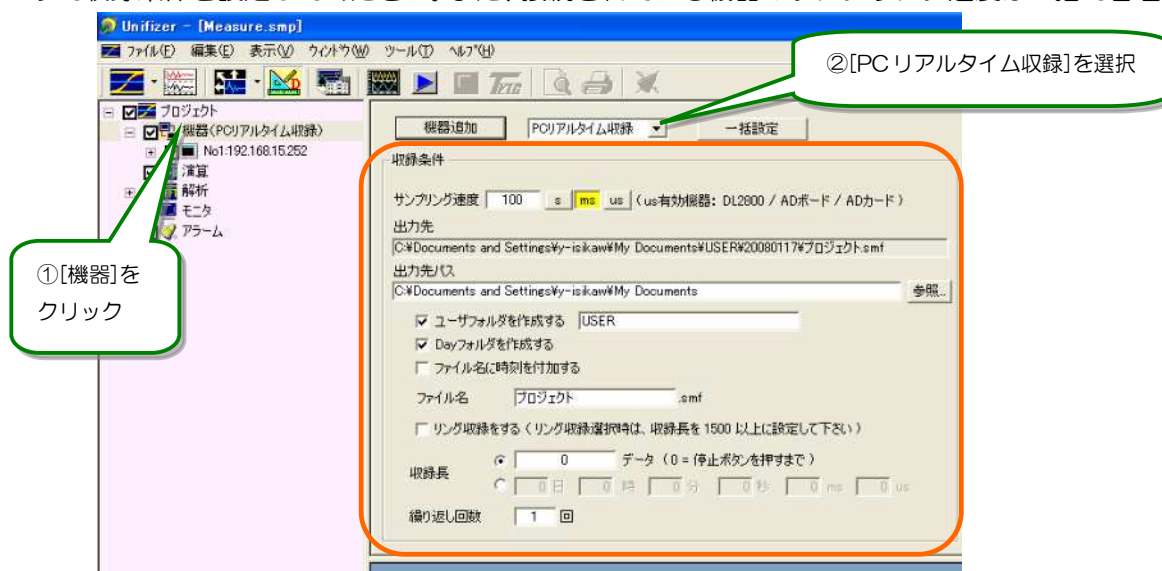 Unifizer - [Measure.smp]
ファイル(F) 編集(E) 表示(V) ウィンドウ(W) ツール(T) ヘルプ(H)
②[PCリアルタイム収録]を選択
プロジェクト
機器(PCリアルタイム収録)
No1:192.168.15.252
演算
解析
モニタ
アラーム
①[機器]を
クリック
機器追加 PCリアルタイム収録 一括設定
収録条件
サンプリング速度 100 s ms us (us有効機器: DL2800 / ADボード / ADカード)
出力先
C:¥Documents and Settings¥y-isikaw¥My Documents¥USER¥20080117¥プロジェクト.smf
出力先パス
C:¥Documents and Settings¥y-isikaw¥My Documents 参照...
ユーザフォルダを作成する USER
Dayフォルダを作成する
ファイル名に時刻を付加する
ファイル名 プロジェクト .smf
リング収録をする(リング収録選択時は、収録長を 1500 以上に設定して下さい)
収録長
0 データ (0 = 停止ボタンを押すまで)
0 日 0 時 0 分 0 秒 0 ms 0 us
繰り返し回数 1 回